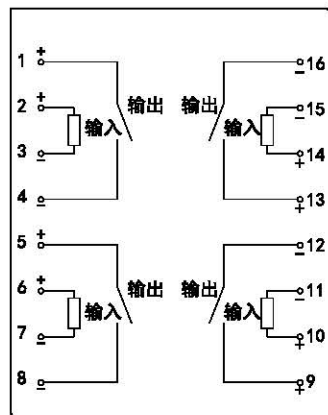 1 + 16 −
2 + 输出 输出 15 −
3 − 输入 输入 14 +
4 − 13 +
5 + 12 −
6 + 输出 输出 11 −
7 − 输入 输入 10 +
8 − 9 +